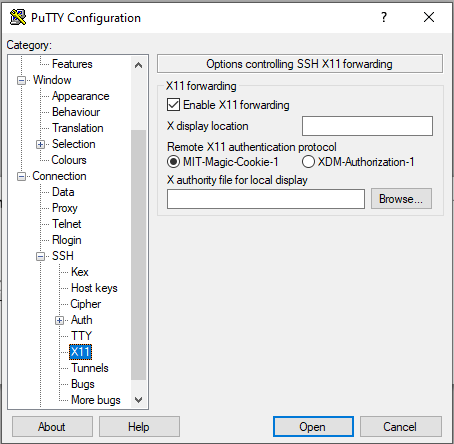 PuTTY Configuration
Category:
Features
Window
Appearance
Behaviour
Translation
Selection
Colours
Connection
Data
Proxy
Telnet
Rlogin
SSH
Kex
Host keys
Cipher
Auth
TTY
X11
Tunnels
Bugs
More bugs
Options controlling SSH X11 forwarding
X11 forwarding
Enable X11 forwarding
X display location
Remote X11 authentication protocol
MIT-Magic-Cookie-1 XDM-Authorization-1
X authority file for local display
Browse...
About Help Open Cancel